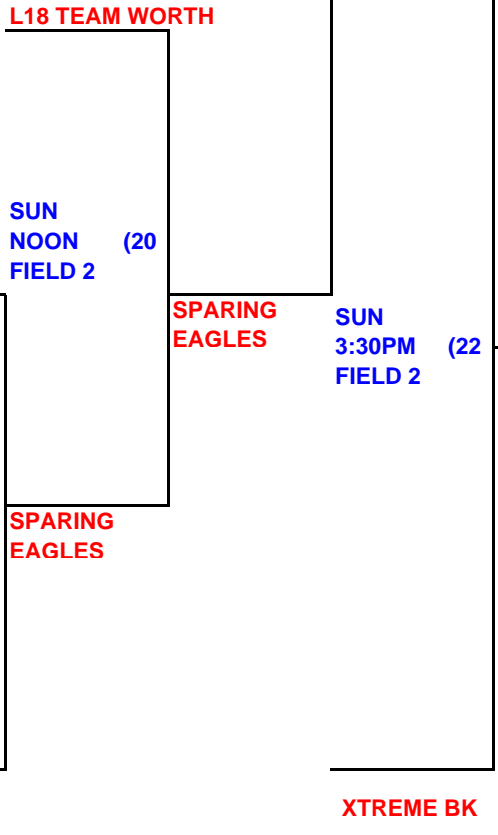 L18 TEAM WORTH
SUN
NOON (20
FIELD 2
SPARING
EAGLES
SUN
3:30PM (22
FIELD 2
SPARING
EAGLES
XTREME BK